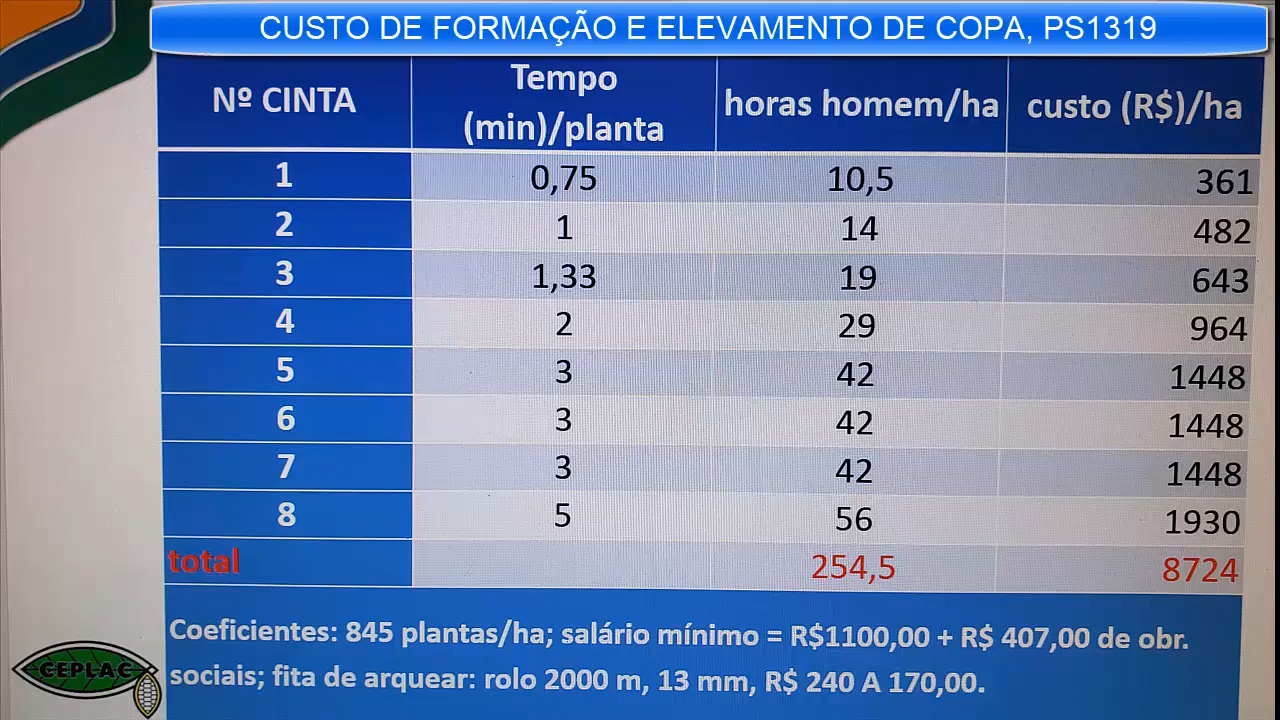 CUSTO DE FORMAÇÃO E ELEVAMENTO DE COPA, PS1319
Nº CINTA Tempo (min)/planta horas homem/ha custo (R$)/ha
1 0,75 10,5 361
2 1 14 482
3 1,33 19 643
4 2 29 964
5 3 42 1448
6 3 42 1448
7 3 42 1448
8 5 56 1930
total 254,5 8724
Coeficientes: 845 plantas/ha; salário mínimo = R$1100,00 + R$ 407,00 de obr.
sociais; fita de arquear: rolo 2000 m, 13 mm, R$ 240 A 170,00.
CEPLAC